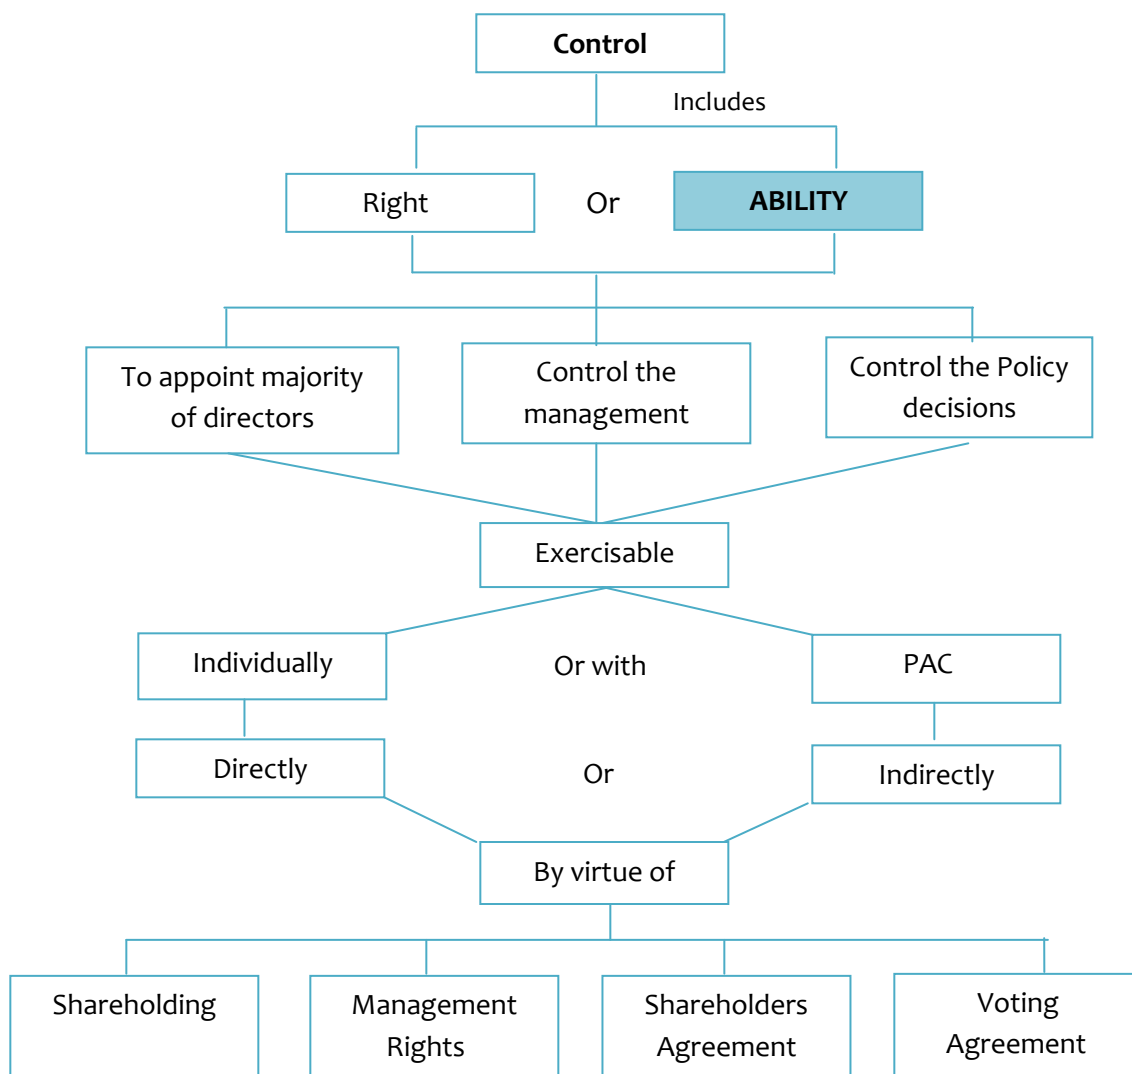 Control
Includes
Right
Or
ABILITY
To appoint majority
of directors
Control the
management
Control the Policy
decisions
Exercisable
Individually
Or with
PAC
Directly
Or
Indirectly
By virtue of
Shareholding
Management
Rights
Shareholders
Agreement
Voting
Agreement